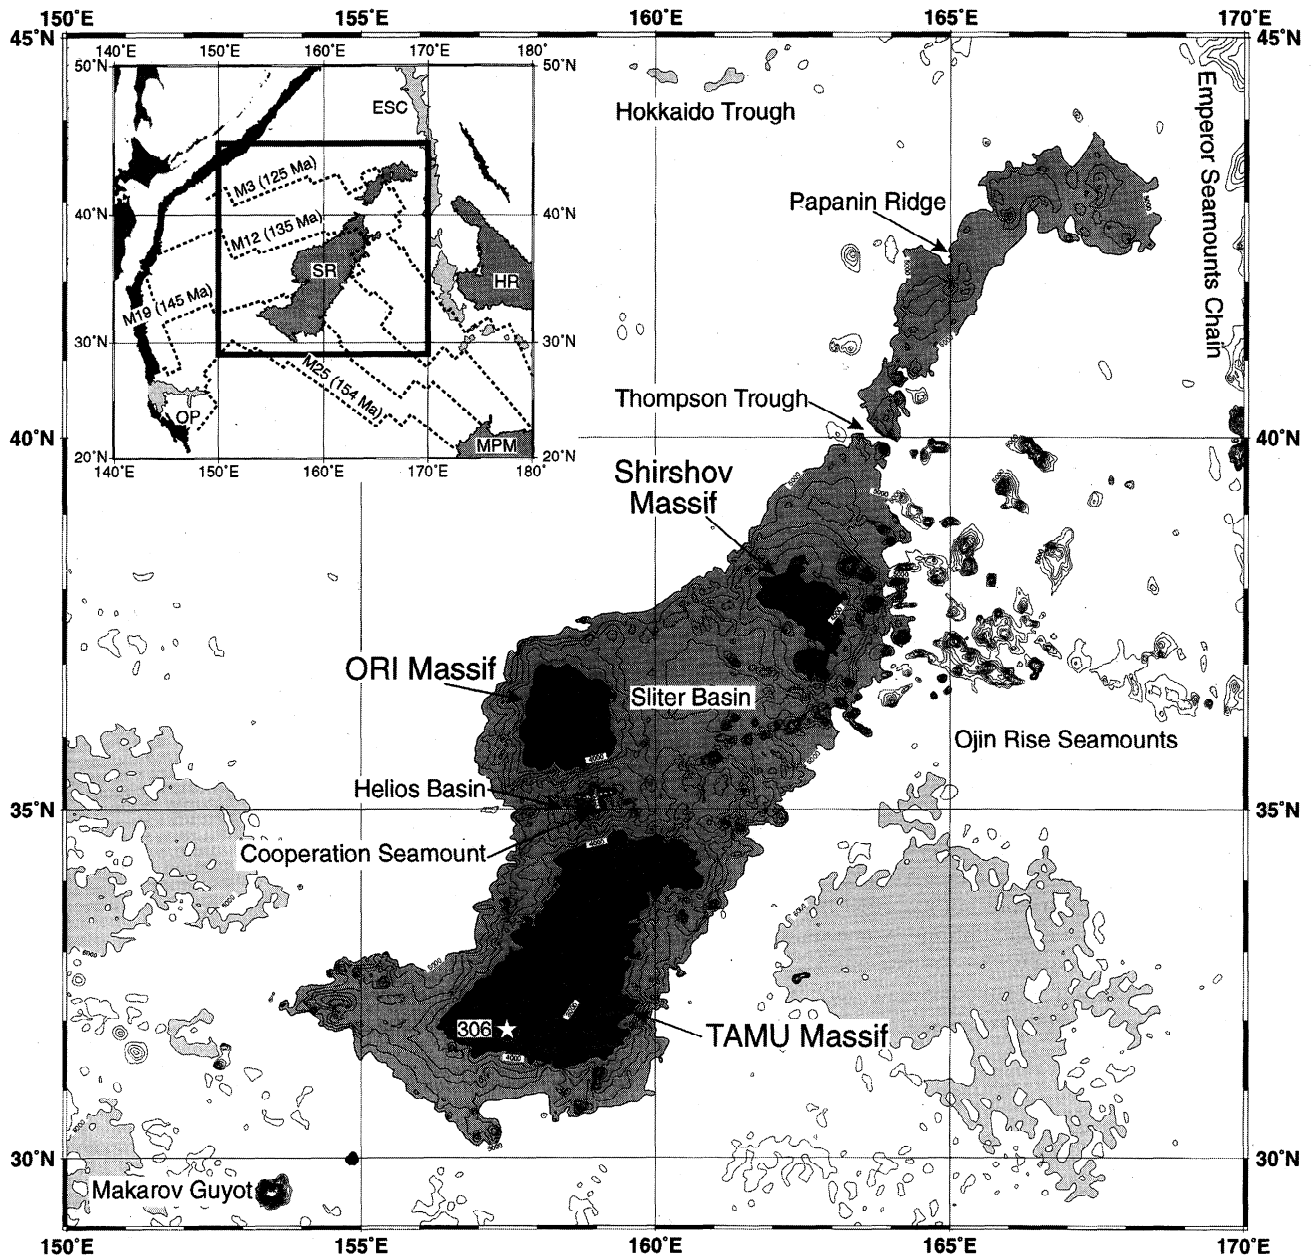 150°E 155°E 160°E 165°E 170°E
45°N 45°N
140°E 150°E 160°E 170°E 180°
50°N 50°N
ESC
Hokkaido Trough
Emperor Seamounts Chain
M3 (125 Ma)
Papanin Ridge
40°N 40°N
M12 (135 Ma)
SR
HR
M19 (145 Ma)
30°N 30°N
M25 (154 Ma)
Thompson Trough
OP
MPM
20°N 20°N
140°E 150°E 160°E 170°E 180°
40°N 40°N
Shirshov
Massif
ORI Massif
Sliter Basin
Ojin Rise Seamounts
4000
Helios Basin
35°N 35°N
4000
Cooperation Seamount
306
TAMU Massif
4000
30°N 30°N
Makarov Guyot
150°E 155°E 160°E 165°E 170°E